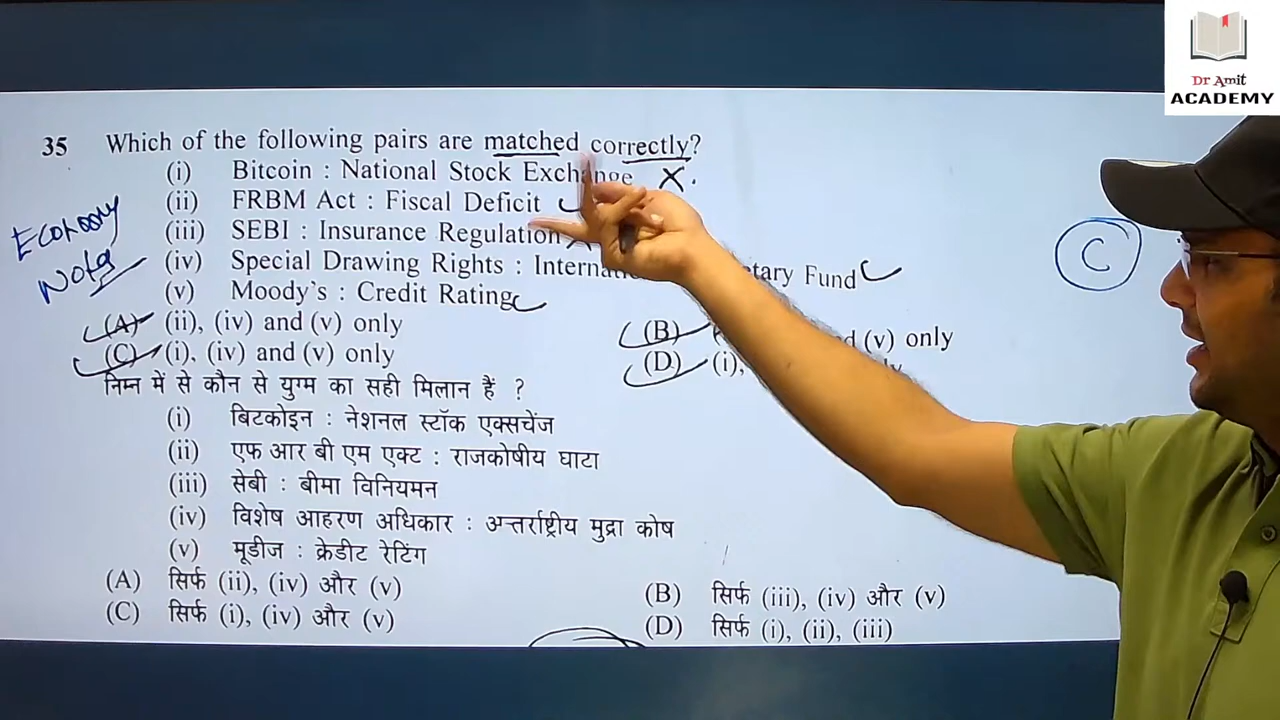 Dr Amit
ACADEMY
35 Which of the following pairs are matched correctly?
(i) Bitcoin : National Stock Exchange X.
(ii) FRBM Act : Fiscal Deficit
Economy
Notes
(iii) SEBI : Insurance Regulation X
(iv) Special Drawing Rights : Fund
(v) Moody's : Credit Rating
C
(A) (ii), (iv) and (v) only
(B) (v) only
(C) (i), (iv) and (v) only
(D) (i),
निम्न में से कौन से युग्म का सही मिलान हैं ?
(i) बिटकोइन : नेशनल स्टॉक एक्सचेंज
(ii) एफ आर बी एम एक्ट : राजकोषीय घाटा
(iii) सेबी : बीमा विनियमन
(iv) विशेष आहरण अधिकार : अन्तर्राष्ट्रीय मुद्रा कोष
(v) मूडीज : क्रेडीट रेटिंग
(A) सिर्फ (ii), (iv) और (v)
(B) सिर्फ (iii), (iv) और (v)
(C) सिर्फ (i), (iv) और (v)
(D) सिर्फ (i), (ii), (iii)